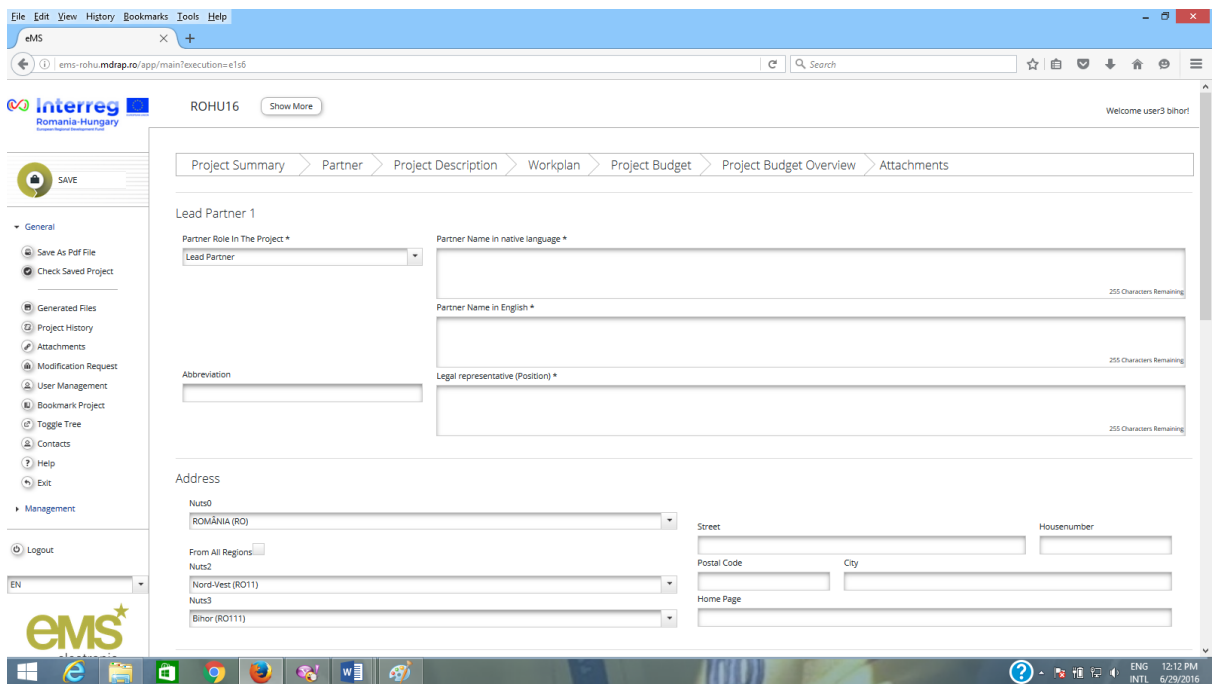 File Edit View History Bookmarks Tools Help
eMS
ems-rohu.mdrap.ro/app/main?execution=e1s6
Search
Interreg
Romania-Hungary
European Regional Development Fund
ROHU16
Show More
Welcome user3 bihor!
SAVE
General
Save As Pdf File
Check Saved Project
Generated Files
Project History
Attachments
Modification Request
User Management
Bookmark Project
Toggle Tree
Contacts
Help
Exit
Management
Logout
EN
eMS
Project Summary Partner Project Description Workplan Project Budget Project Budget Overview Attachments
Lead Partner 1
Partner Role In The Project *
Lead Partner
Partner Name in native language *
255 Characters Remaining
Partner Name in English *
255 Characters Remaining
Abbreviation
Legal representative (Position) *
255 Characters Remaining
Address
Nuts0
ROMÂNIA (RO)
From All Regions
Nuts2
Nord-Vest (RO11)
Nuts3
Bihor (RO111)
Street
Housenumber
Postal Code
City
Home Page
ENG 12:12 PM
INTL 6/29/2016